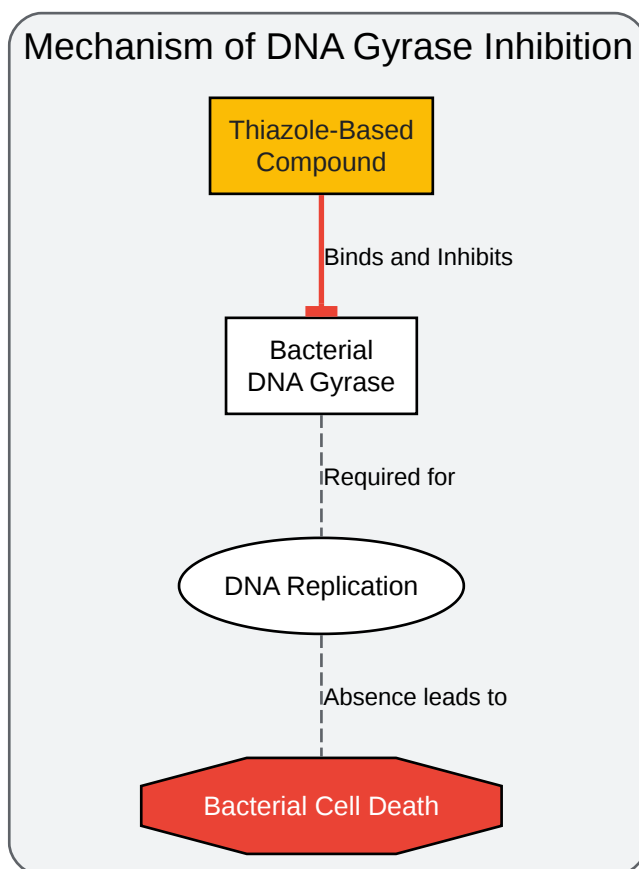 Mechanism of DNA Gyrase Inhibition
Thiazole-Based
Compound
Binds and Inhibits
Bacterial
DNA Gyrase
Required for
DNA Replication
Absence leads to
Bacterial Cell Death